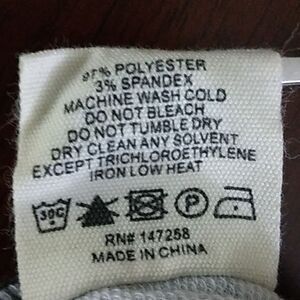 97% POLYESTER
3% SPANDEX
MACHINE WASH COLD
DO NOT BLEACH
DO NOT TUMBLE DRY
DRY CLEAN ANY SOLVENT
EXCEPT TRICHLOROETHYLENE
IRON LOW HEAT
30C P
RN# 147258
MADE IN CHINA